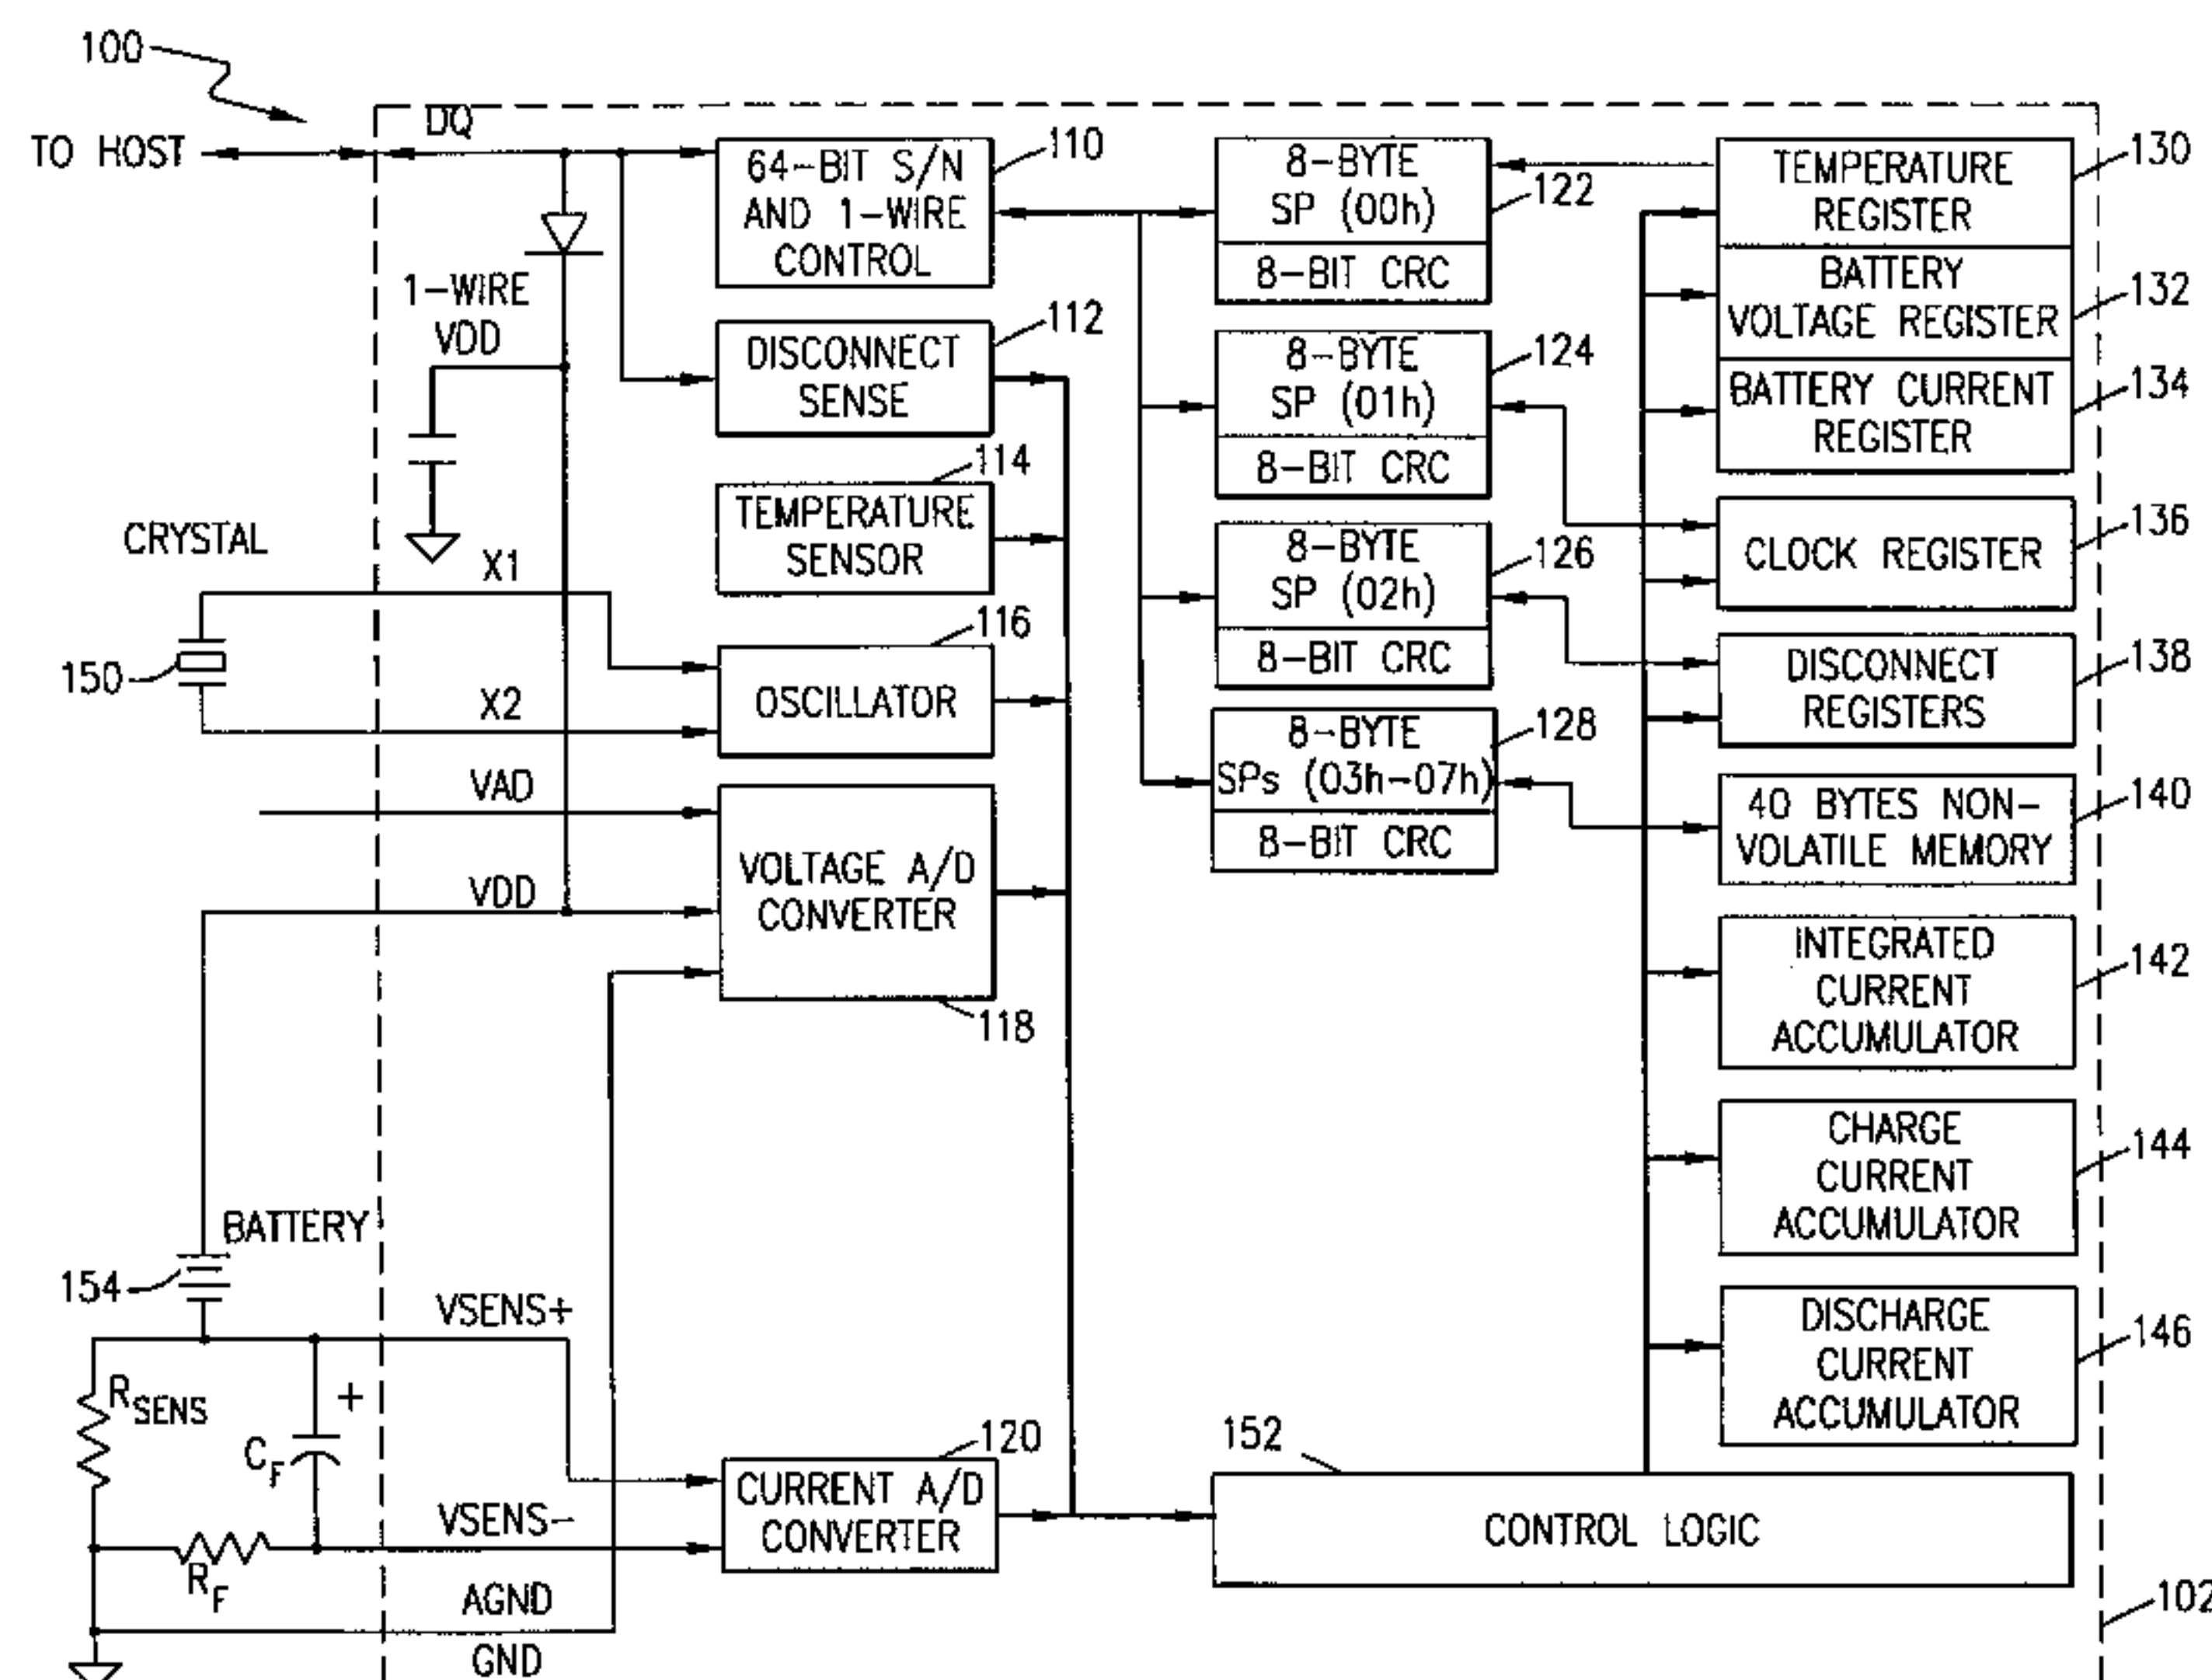 100
TO HOST
DQ
1-WIRE
VDD
CRYSTAL
X1
150
X2
VAD
VDD
BATTERY
154
VSENS+
RSENS
+
CF
VSENS-
RF
AGND
GND
64-BIT S/N
AND 1-WIRE
CONTROL
110
DISCONNECT
SENSE
112
114
TEMPERATURE
SENSOR
116
OSCILLATOR
VOLTAGE A/D
CONVERTER
118
120
CURRENT A/D
CONVERTER
8-BYTE
SP (00h)
8-BIT CRC
122
8-BYTE
SP (01h)
8-BIT CRC
124
8-BYTE
SP (02h)
8-BIT CRC
126
8-BYTE
SPs (03h-07h)
8-BIT CRC
128
152
CONTROL LOGIC
TEMPERATURE
REGISTER
130
BATTERY
VOLTAGE REGISTER
132
BATTERY CURRENT
REGISTER
134
CLOCK REGISTER
136
DISCONNECT
REGISTERS
138
40 BYTES NON-
VOLATILE MEMORY
140
INTEGRATED
CURRENT
ACCUMULATOR
142
CHARGE
CURRENT
ACCUMULATOR
144
DISCHARGE
CURRENT
ACCUMULATOR
146
102